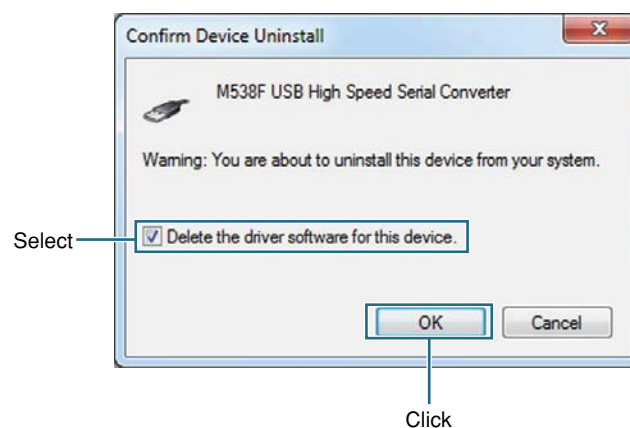 Confirm Device Uninstall
M538F USB High Speed Serial Converter
Warning: You are about to uninstall this device from your system.
Select
Delete the driver software for this device.
OK
Cancel
Click